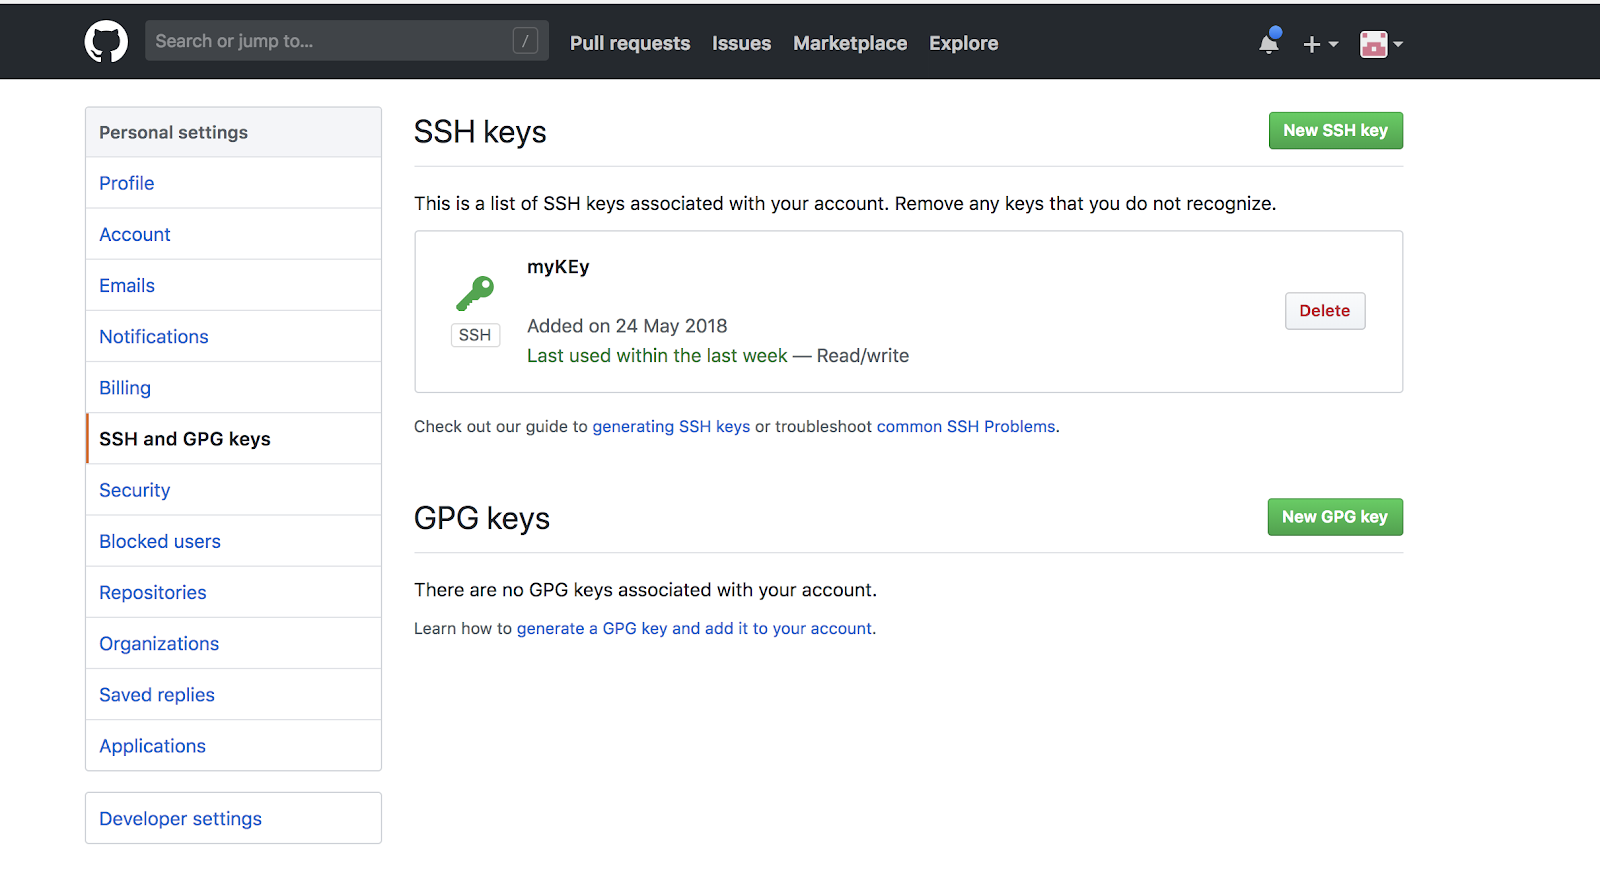 Search or jump to... /
Pull requests Issues Marketplace Explore
Personal settings
Profile
Account
Emails
Notifications
Billing
SSH and GPG keys
Security
Blocked users
Repositories
Organizations
Saved replies
Applications
Developer settings
SSH keys
New SSH key
This is a list of SSH keys associated with your account. Remove any keys that you do not recognize.
SSH
myKEy
Added on 24 May 2018
Last used within the last week — Read/write
Delete
Check out our guide to generating SSH keys or troubleshoot common SSH Problems.
GPG keys
New GPG key
There are no GPG keys associated with your account.
Learn how to generate a GPG key and add it to your account.